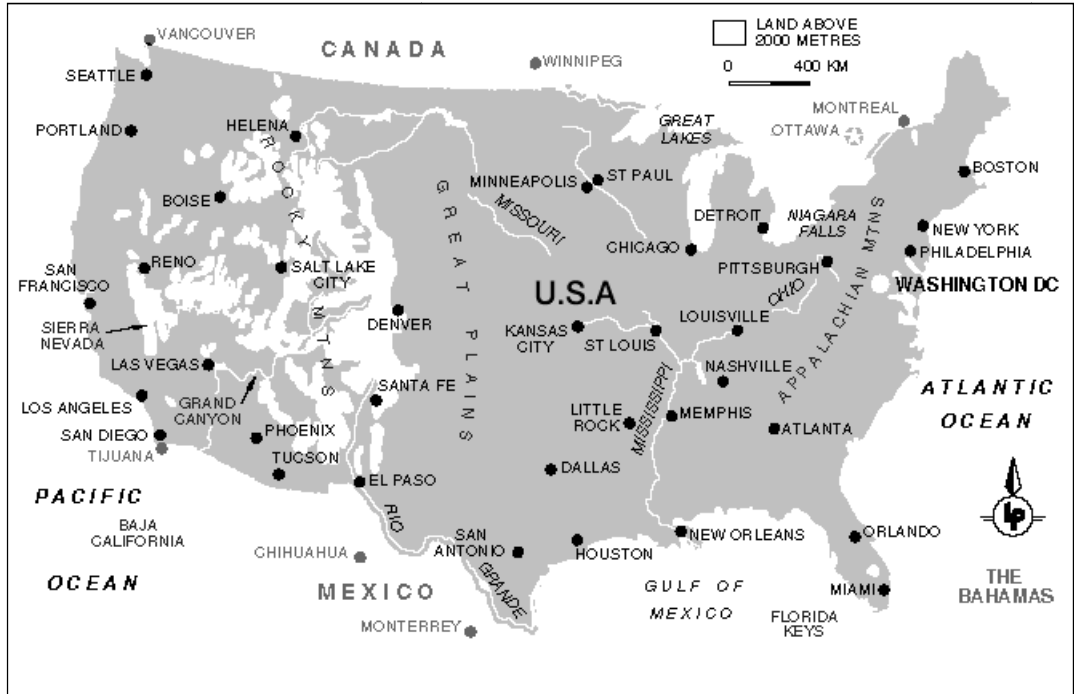 VANCOUVER
CANADA
WINNIPEG
LAND ABOVE
2000 METRES
0 400 KM
SEATTLE
PORTLAND
HELENA
GREAT
LAKES
MONTREAL
OTTAWA
BOSTON
ROCKY MTNS
BOISE
MINNEAPOLIS
ST PAUL
MISSOURI
GREAT PLAINS
DETROIT
NIAGARA
FALLS
NEW YORK
PHILADELPHIA
CHICAGO
PITTSBURGH
WASHINGTON DC
RENO
SALT LAKE
CITY
SAN
FRANCISCO
U.S.A
OHIO
APPALACHIAN MTNS
SIERRA
NEVADA
DENVER
KANSAS
CITY
ST LOUIS
LOUISVILLE
LAS VEGAS
NASHVILLE
LOS ANGELES
GRAND
CANYON
SANTA FE
LITTLE
ROCK
MISSISSIPPI
MEMPHIS
ATLANTA
ATLANTIC
OCEAN
SAN DIEGO
TIJUANA
PHOENIX
TUCSON
DALLAS
EL PASO
PACIFIC
OCEAN
BAJA
CALIFORNIA
RIO
GRANDE
CHIHUAHUA
SAN
ANTONIO
HOUSTON
NEW ORLEANS
ORLANDO
LP
MEXICO
GULF OF
MEXICO
MIAMI
THE
BAHAMAS
MONTERREY
FLORIDA
KEYS